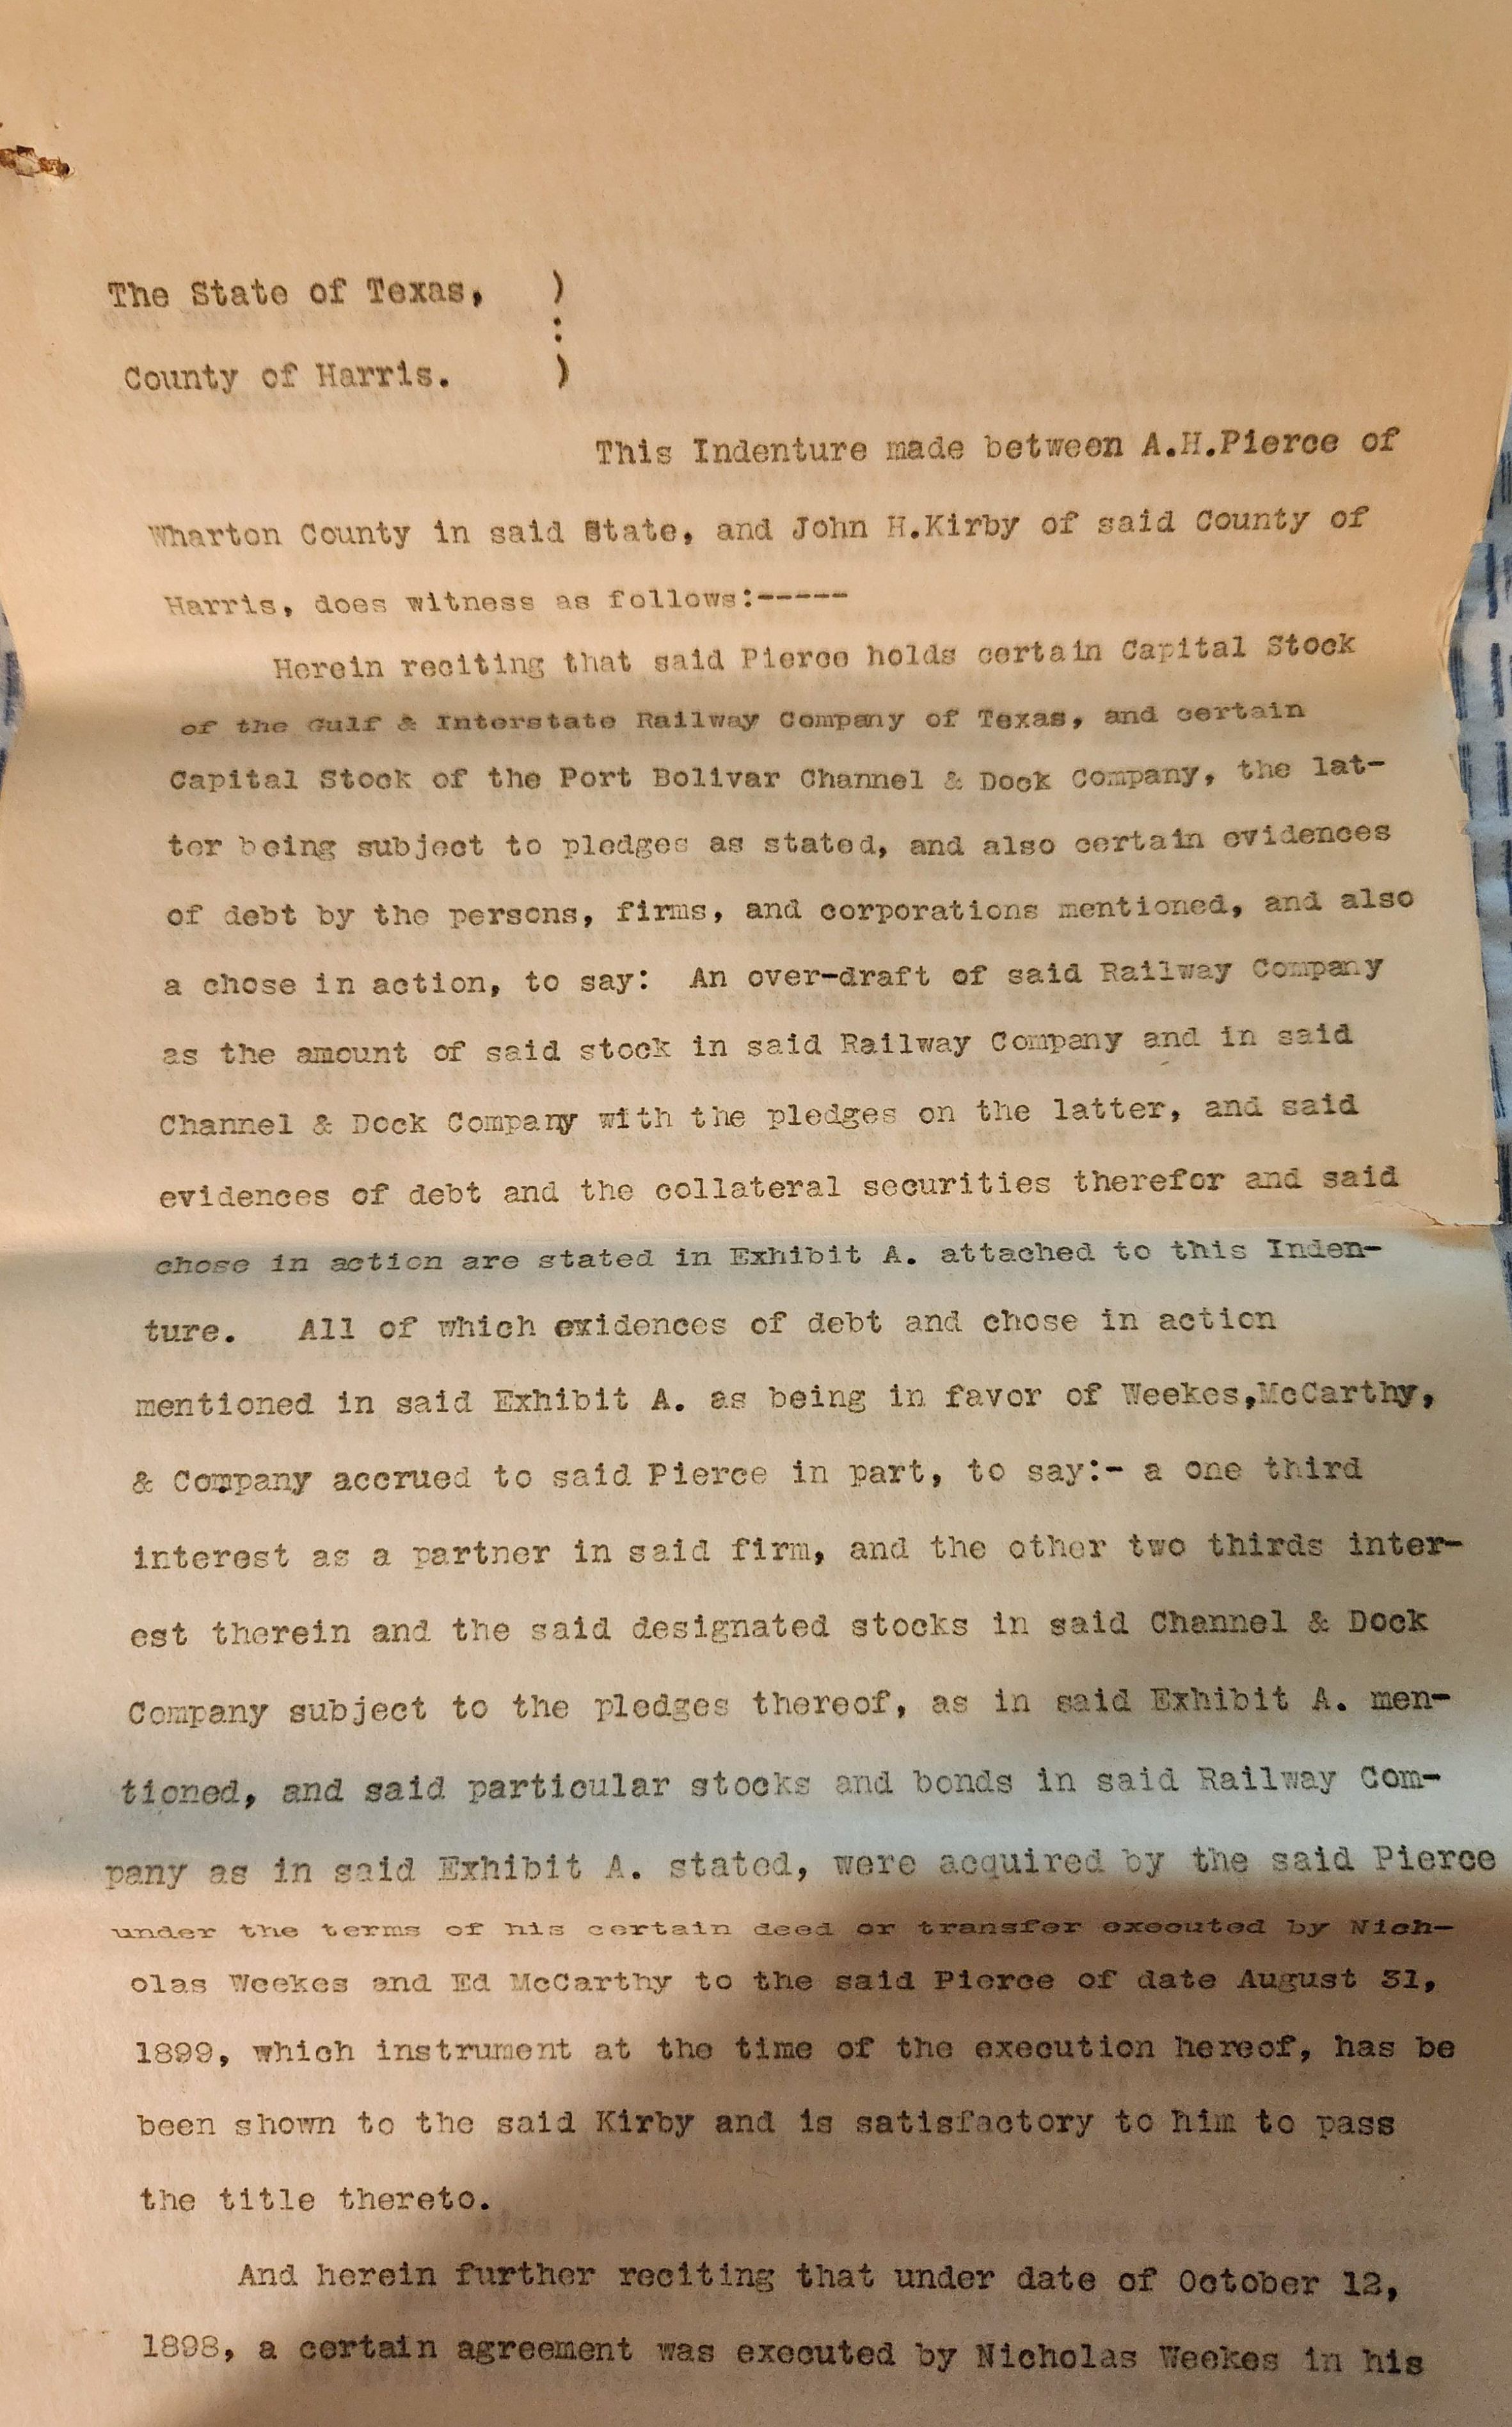 The State of Texas, )
:
County of Harris. )
This Indenture made between A.H.Pierce of
Wharton County in said State, and John H.Kirby of said County of
Harris, does witness as follows:-----
Herein reciting that said Pierce holds certain Capital Stock
of the Gulf & Interstate Railway Company of Texas, and certain
Capital Stock of the Port Bolivar Channel & Dock Company, the lat-
ter being subject to pledges as stated, and also certain evidences
of debt by the persons, firms, and corporations mentioned, and also
a chose in action, to say: An over-draft of said Railway Company
as the amount of said stock in said Railway Company and in said
Channel & Dock Company with the pledges on the latter, and said
evidences of debt and the collateral securities therefor and said
chose in action are stated in Exhibit A. attached to this Inden-
ture. All of which exidences of debt and chose in action
mentioned in said Exhibit A. as being in favor of Weekes,McCarthy,
& Company accrued to said Pierce in part, to say:- a one third
interest as a partner in said firm, and the other two thirds inter-
est therein and the said designated stocks in said Channel & Dock
Company subject to the pledges thereof, as in said Exhibit A. men-
tioned, and said particular stocks and bonds in said Railway Com-
pany as in said Exhibit A. stated, were acquired by the said Pierce
under the terms of his certain deed or transfer executed by Nich-
olas Weekes and Ed McCarthy to the said Pierce of date August 31,
1899, which instrument at the time of the execution hereof, has be
been shown to the said Kirby and is satisfactory to him to pass
the title thereto.
And herein further reciting that under date of October 12,
1898, a certain agreement was executed by Nicholas Weekes in his